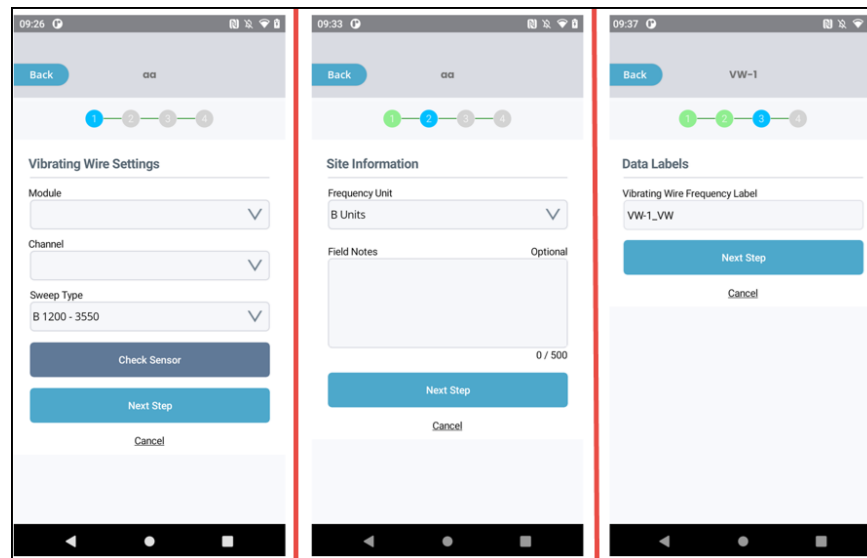 09:26
Back
aa
1
2
3
4
Vibrating Wire Settings
Module
Channel
Sweep Type
B 1200 - 3550
Check Sensor
Next Step
Cancel
09:33
Back
aa
1
2
3
4
Site Information
Frequency Unit
B Units
Field Notes Optional
0 / 500
Next Step
Cancel
09:37
Back
VW-1
1
2
3
4
Data Labels
Vibrating Wire Frequency Label
VW-1_VW
Next Step
Cancel